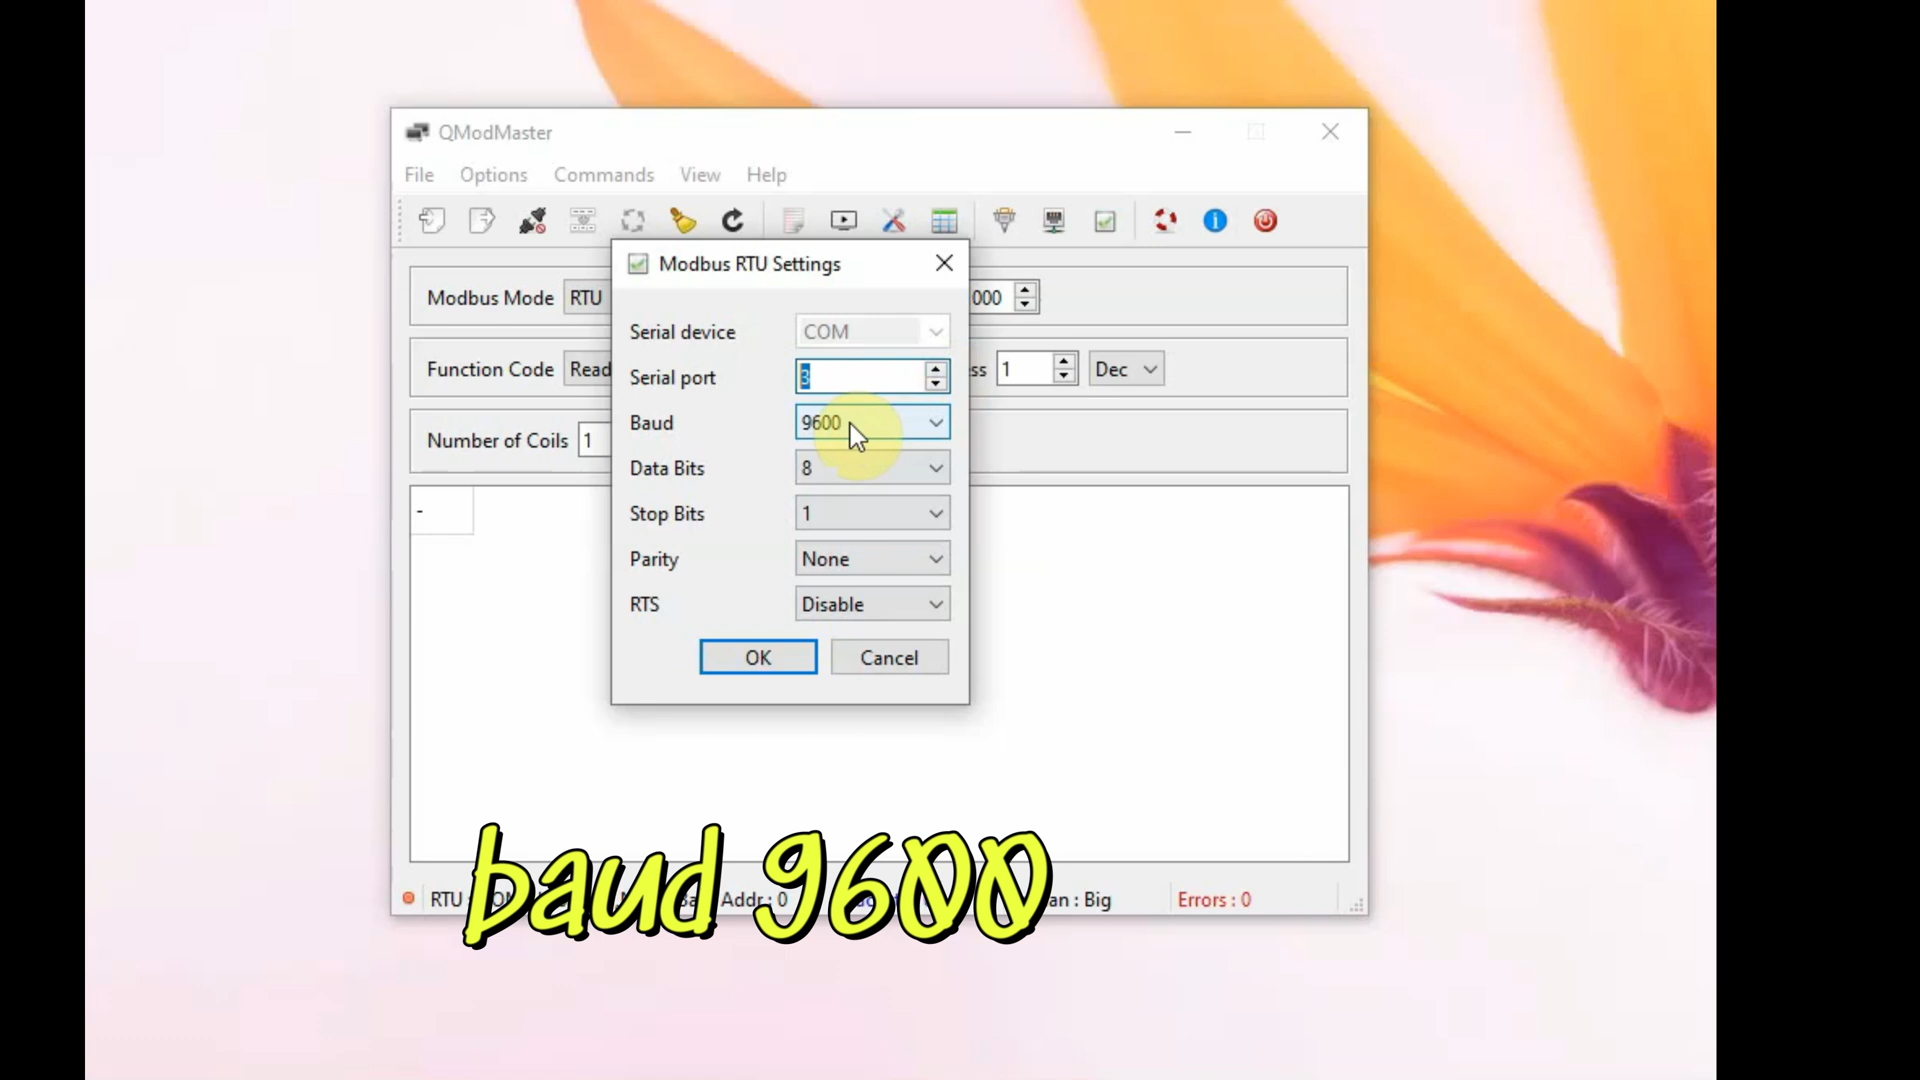 QModMaster
File Options Commands View Help
Modbus RTU Settings
Modbus Mode RTU 000
Serial device COM
Serial port 3
Function Code Read ss 1 Dec
Baud 9600
Number of Coils 1
Data Bits 8
Stop Bits 1
-
Parity None
RTS Disable
OK Cancel
baud 9600
RTU : Addr : 0 an : Big Errors : 0